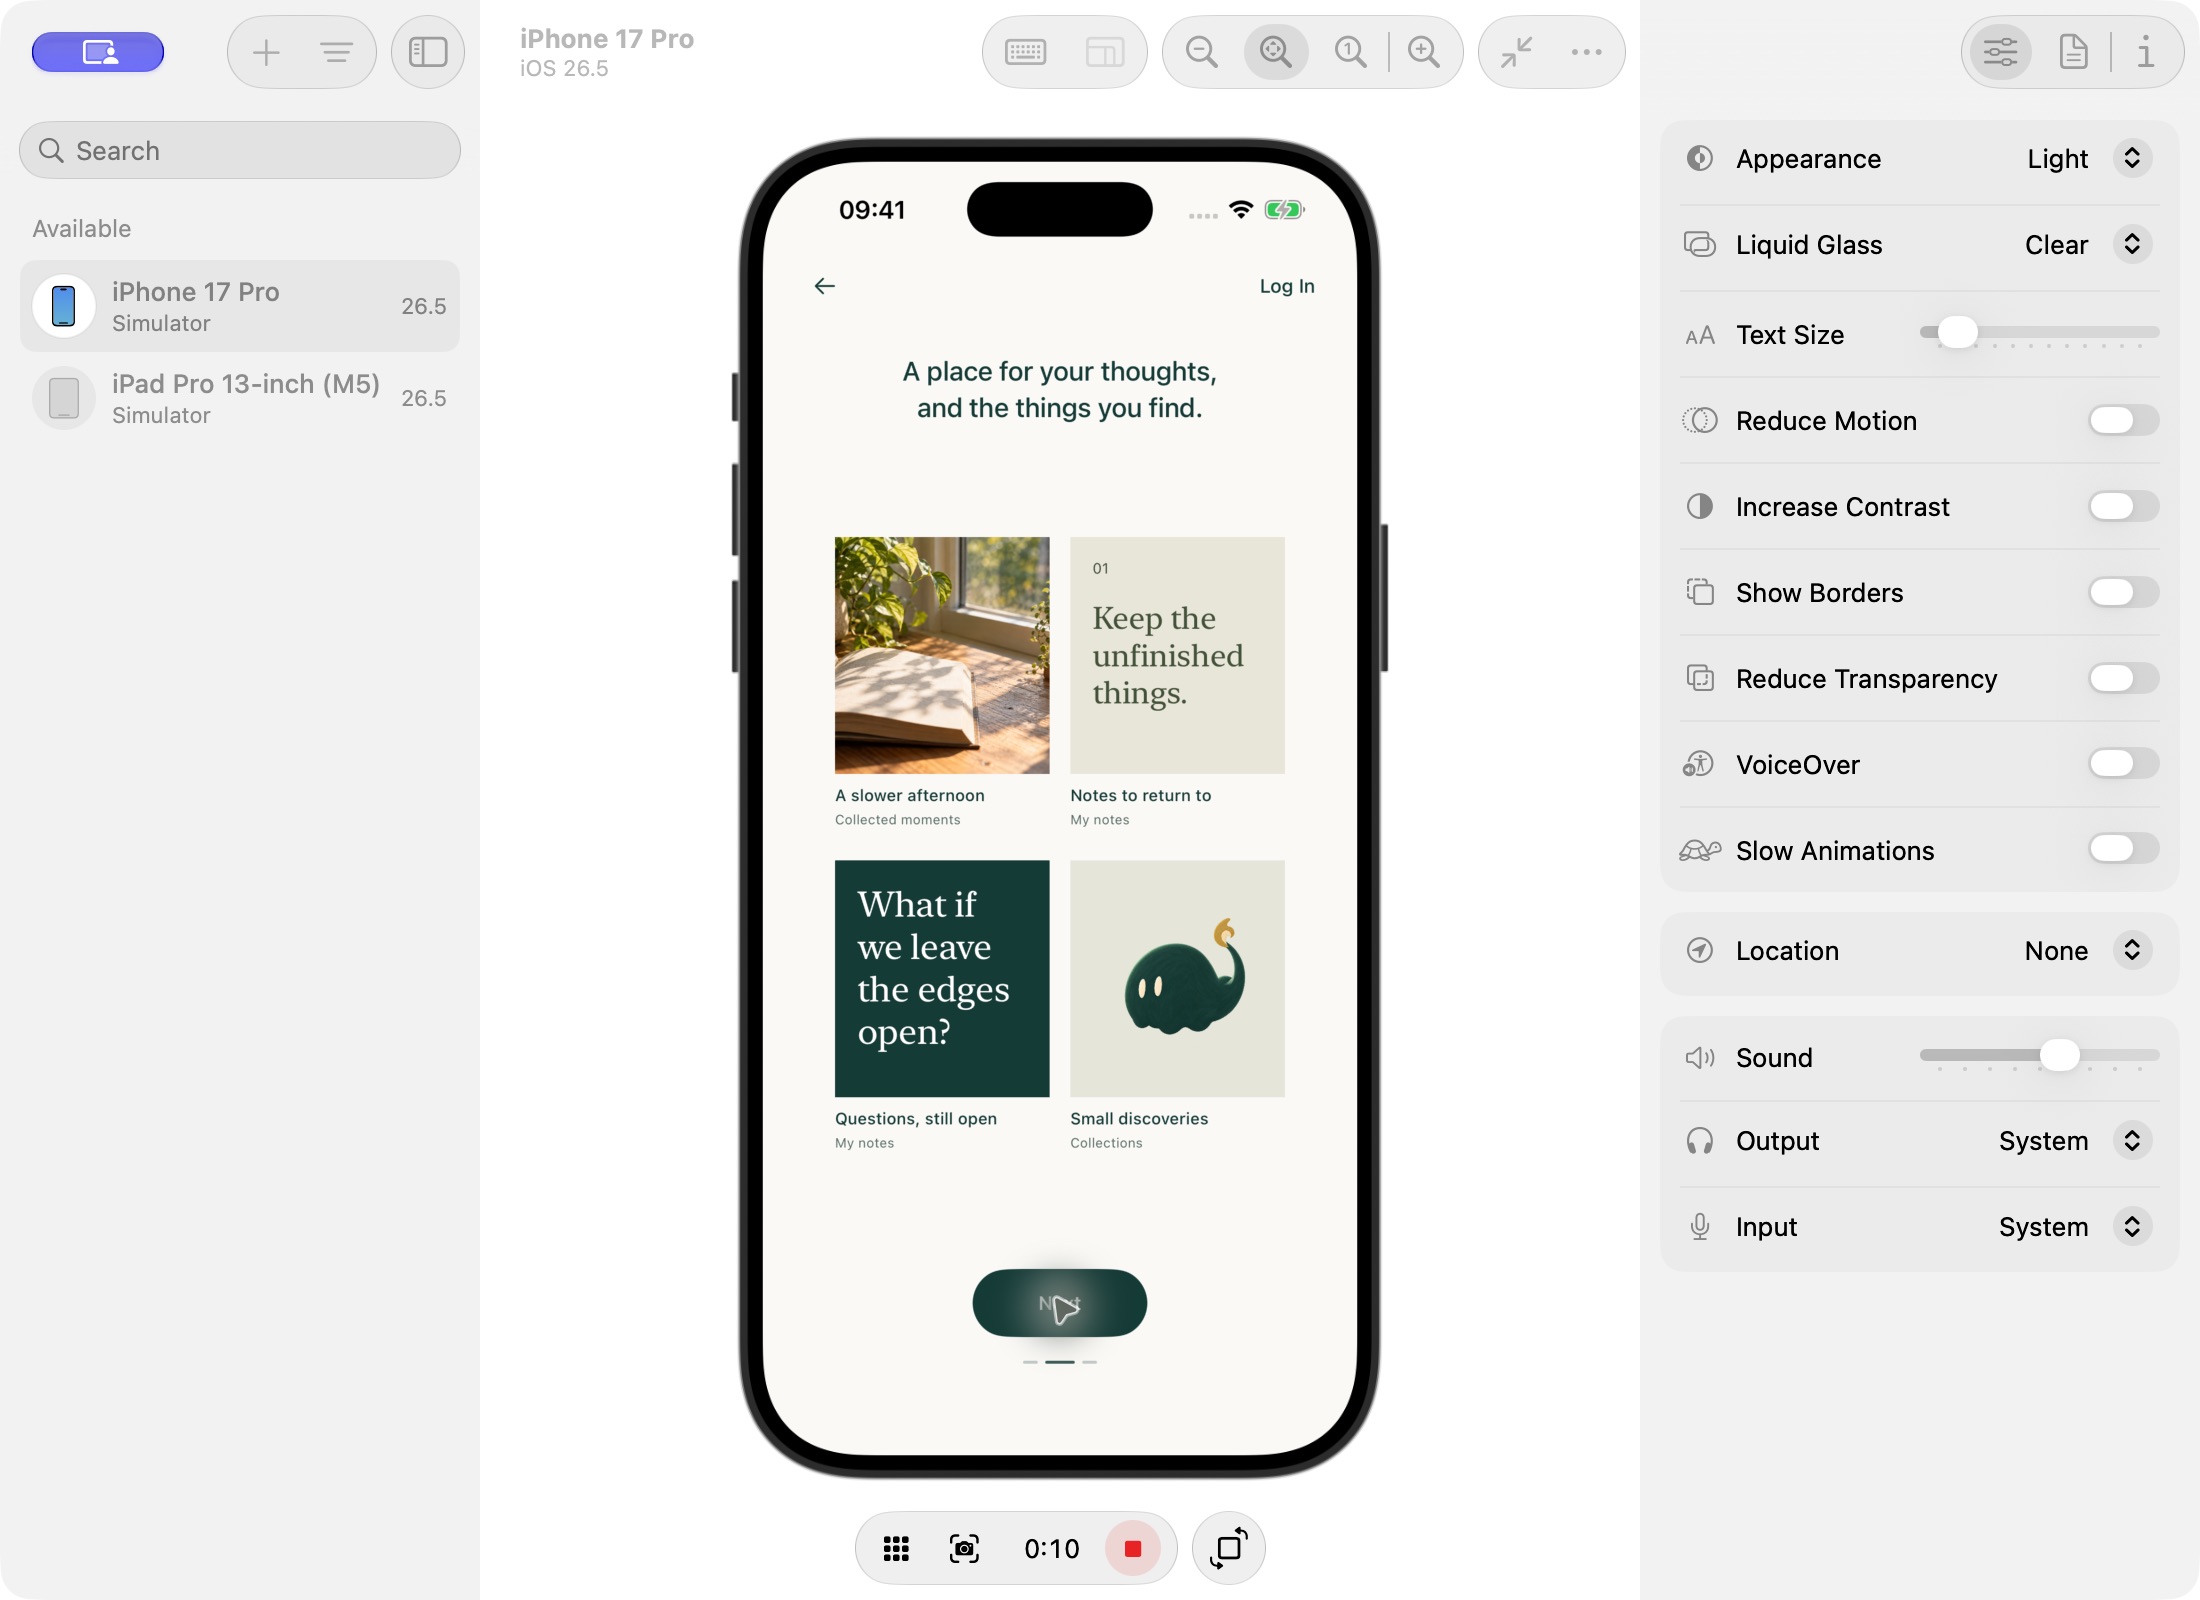 iPhone 17 Pro
iOS 26.5
Search
Available
iPhone 17 Pro
Simulator
26.5
iPad Pro 13-inch (M5)
Simulator
26.5
09:41
Log In
A place for your thoughts,
and the things you find.
01
Keep the
unfinished
things.
A slower afternoon
Collected moments
Notes to return to
My notes
What if
we leave
the edges
open?
Questions, still open
My notes
Small discoveries
Collections
0:10
Appearance
Light
Liquid Glass
Clear
Text Size
Reduce Motion
Increase Contrast
Show Borders
Reduce Transparency
VoiceOver
Slow Animations
Location
None
Sound
Output
System
Input
System